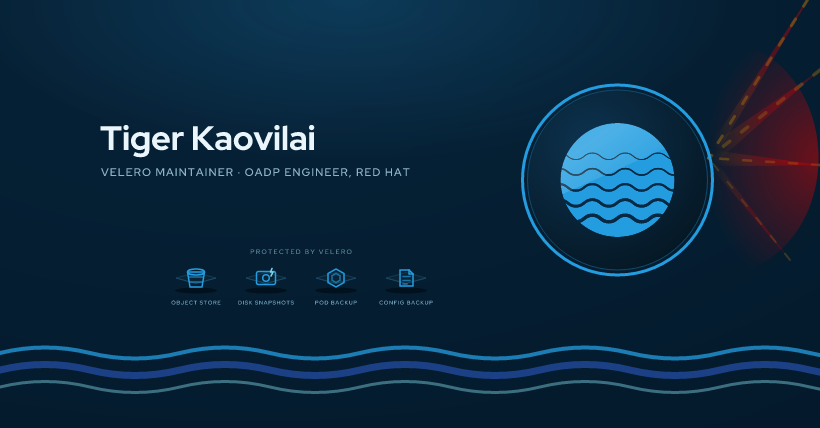 Tiger Kaovilai
VELERO MAINTAINER · OADP ENGINEER, RED HAT
PROTECTED BY VELERO
OBJECT STORE
DISK SNAPSHOTS
POD BACKUP
CONFIG BACKUP